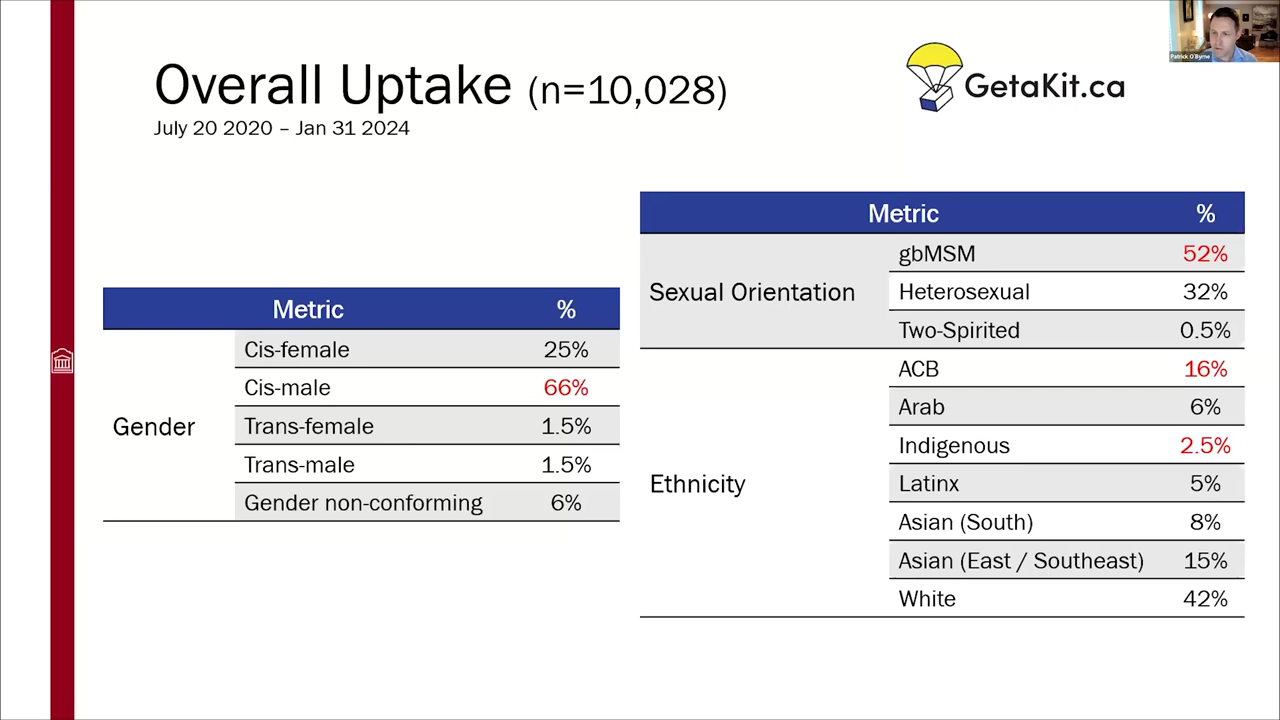 Overall Uptake (n=10,028)
July 20 2020 – Jan 31 2024
GetaKit.ca
Patrick O'Byrne
Metric %
Gender
Cis-female 25%
Cis-male 66%
Trans-female 1.5%
Trans-male 1.5%
Gender non-conforming 6%
Metric %
Sexual Orientation
gbMSM 52%
Heterosexual 32%
Two-Spirited 0.5%
Ethnicity
ACB 16%
Arab 6%
Indigenous 2.5%
Latinx 5%
Asian (South) 8%
Asian (East / Southeast) 15%
White 42%